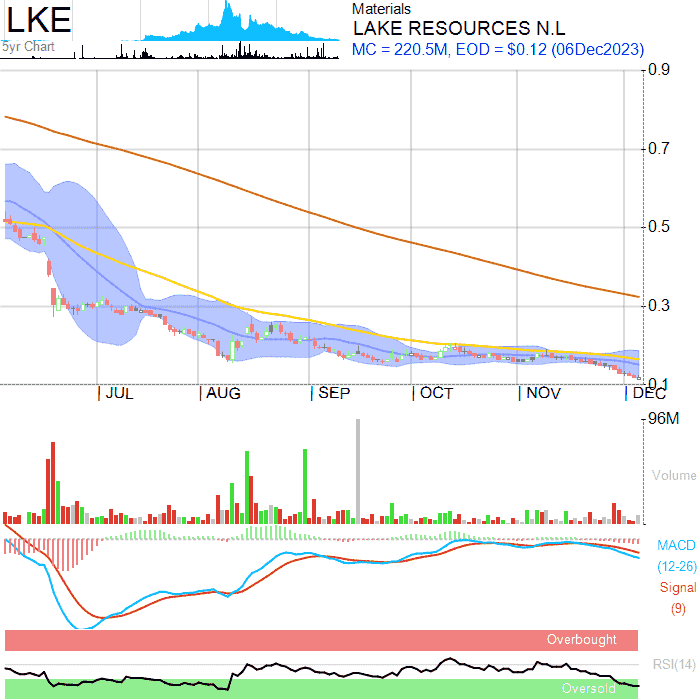 LKE
5yr Chart
Materials
LAKE RESOURCES N.L
MC = 220.5M, EOD = $0.12 (06Dec2023)
0.9
0.7
0.5
0.3
0.1
JUL AUG SEP OCT NOV DEC
96M
Volume
MACD
(12-26)
Signal
(9)
Overbought
RSI(14)
Oversold